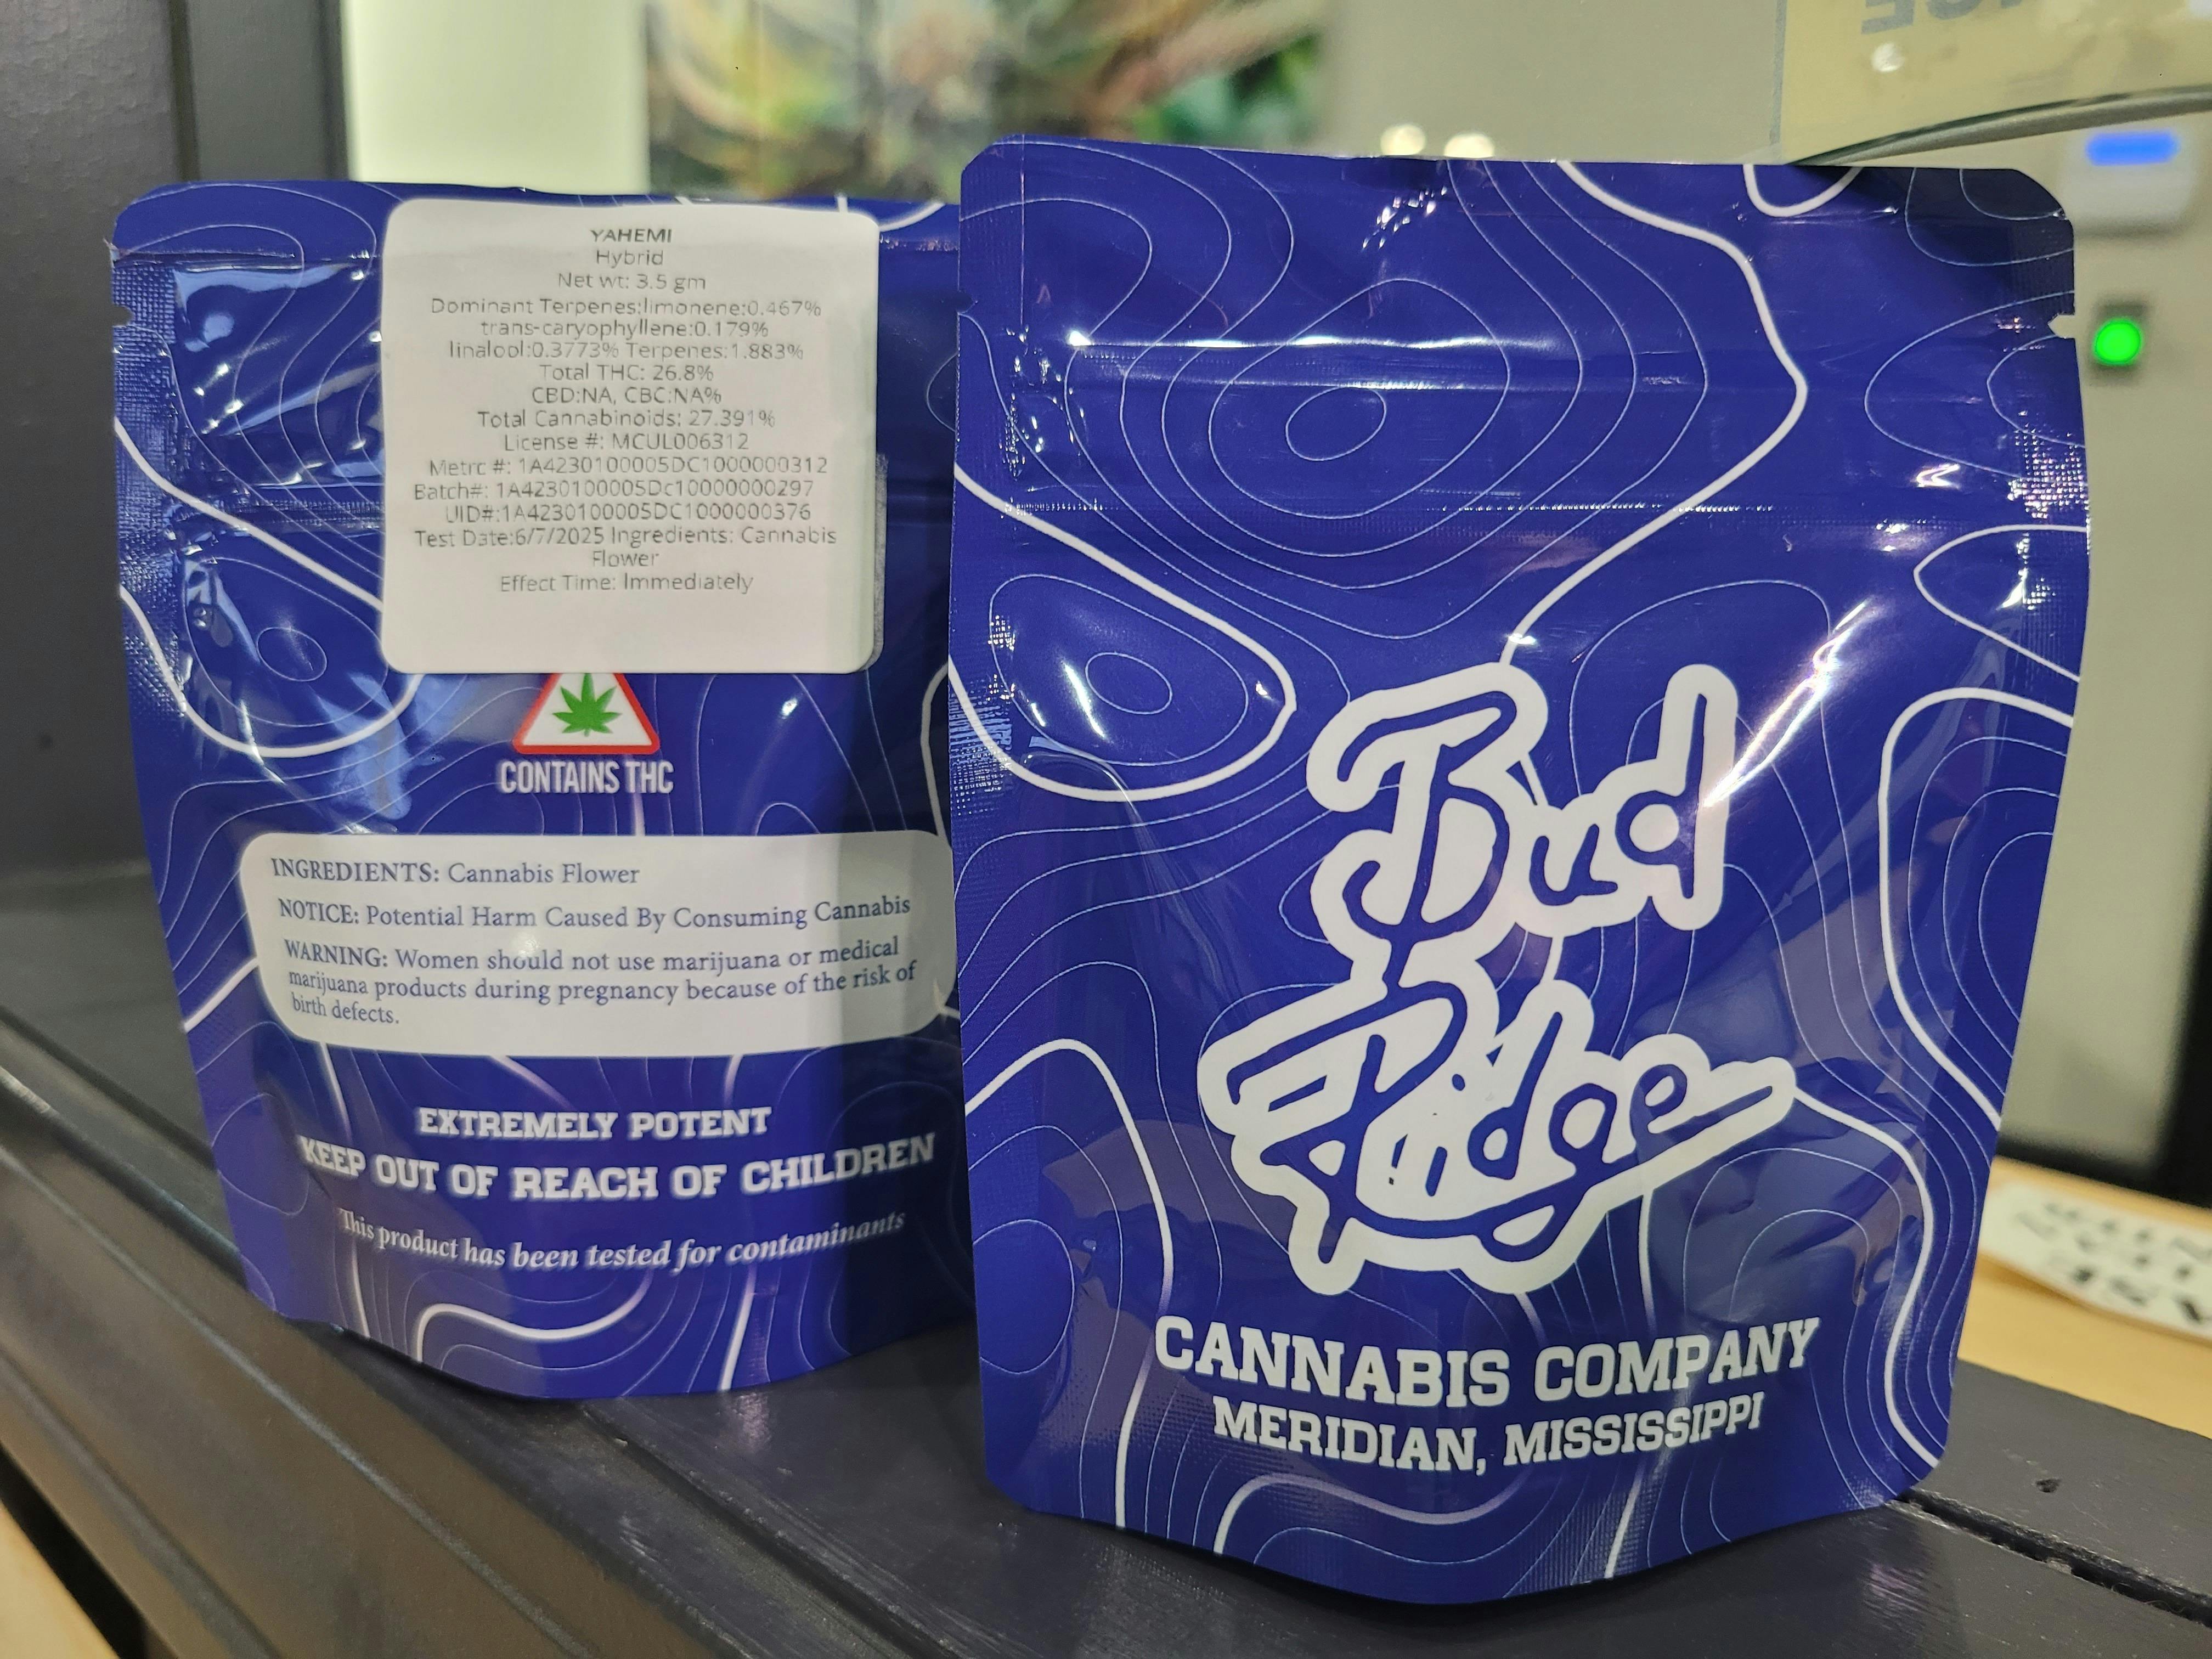 YAHEMI
Hybrid
Net wt: 3.5 gm
Dominant Terpenes:limonene:0.467%
trans-caryophyllene:0.179%
linalool:0.3773% Terpenes:1.883%
Total THC: 26.8%
CBD:NA, CBC:NA%
Total Cannabinoids: 27.391%
License #: MCUL006312
Metrc #: 1A4230100005DC1000000312
Batch#: 1A4230100005Dc10000000297
UID#:1A4230100005DC1000000376
Test Date:6/7/2025 Ingredients: Cannabis
Flower
Effect Time: Immediately
CONTAINS THC
INGREDIENTS: Cannabis Flower
NOTICE: Potential Harm Caused By Consuming Cannabis
WARNING: Women should not use marijuana or medical
marijuana products during pregnancy because of the risk of
birth defects.
EXTREMELY POTENT
KEEP OUT OF REACH OF CHILDREN
This product has been tested for contaminants
Bud
Ridge
CANNABIS COMPANY
MERIDIAN, MISSISSIPPI